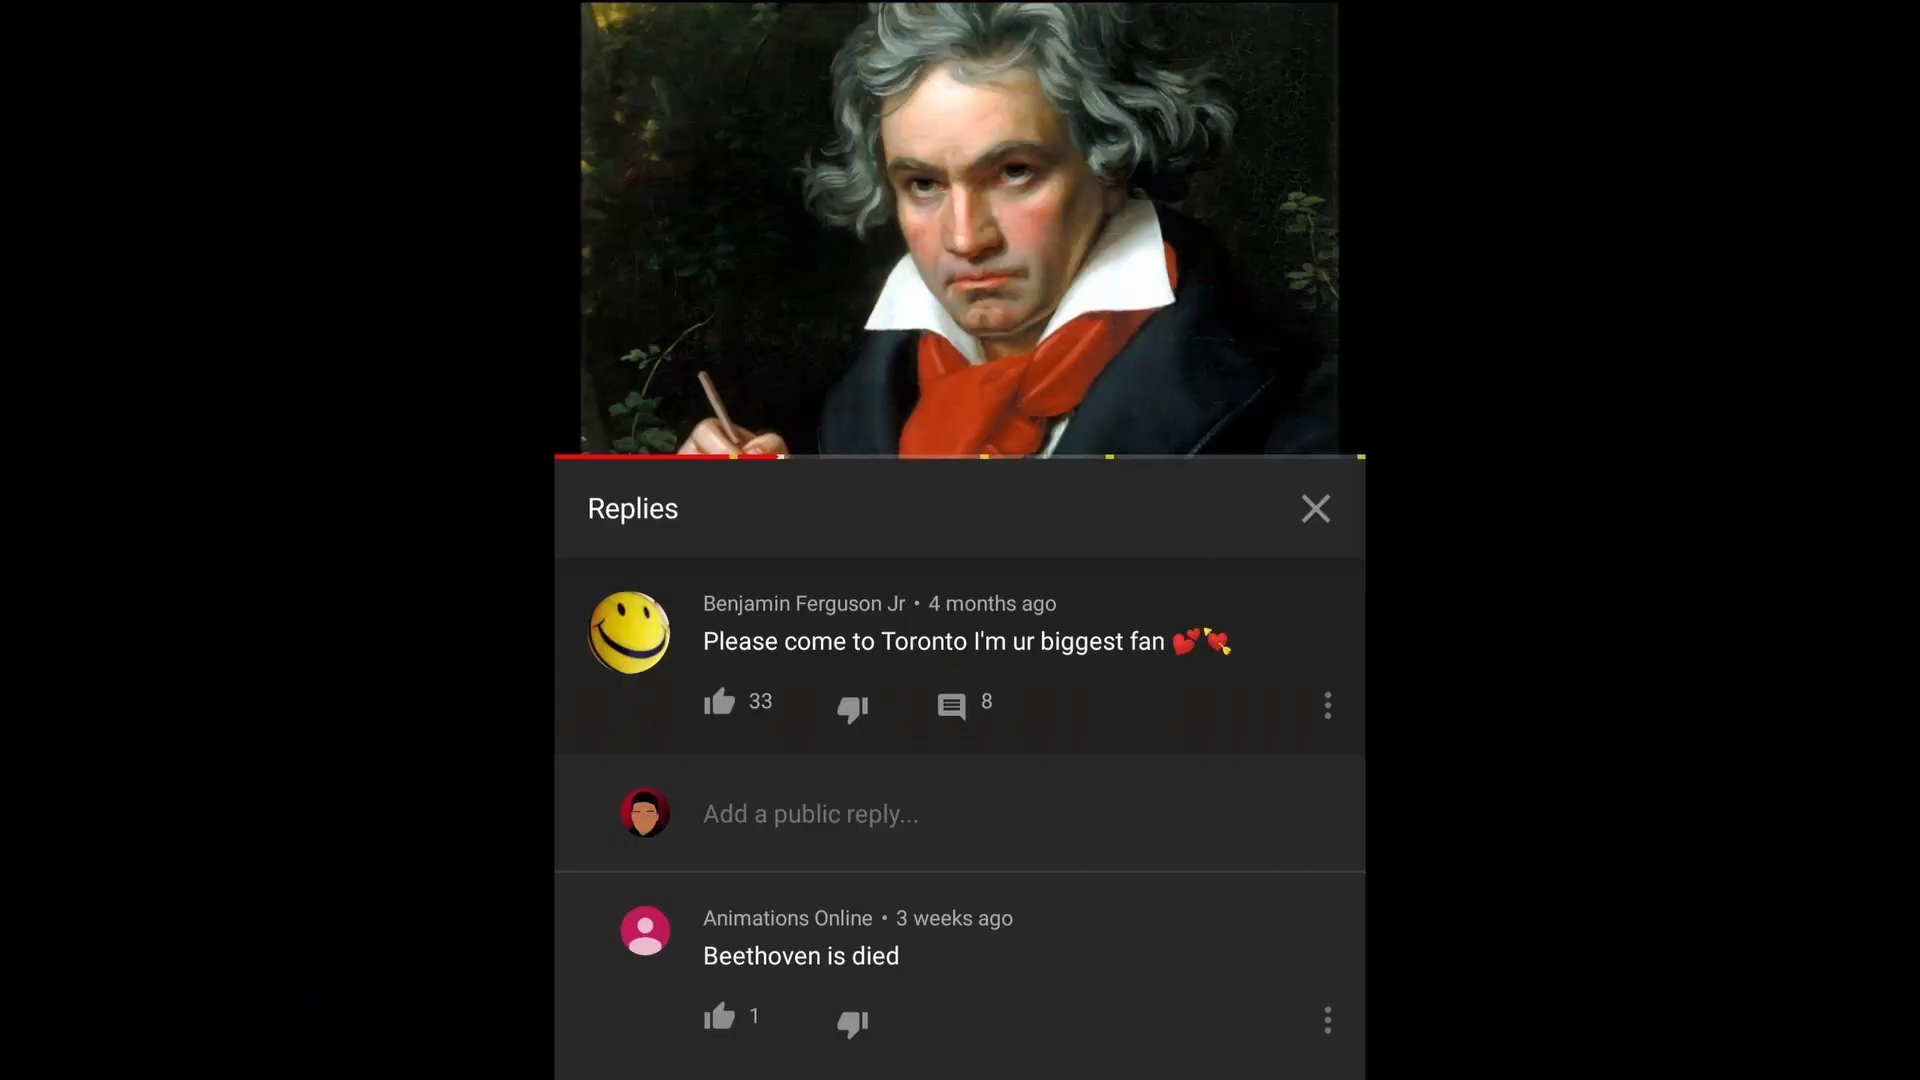 Replies
Benjamin Ferguson Jr • 4 months ago
Please come to Toronto I'm ur biggest fan 💕💘
33
8
Add a public reply...
Animations Online • 3 weeks ago
Beethoven is died
1